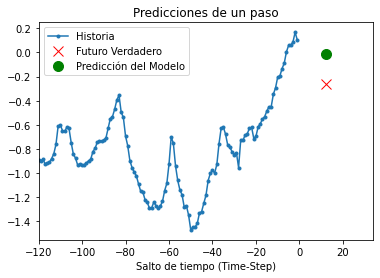 Predicciones de un paso
Historia
Futuro Verdadero
Predicción del Modelo
0.2
0.0
−0.2
−0.4
−0.6
−0.8
−1.0
−1.2
−1.4
−120 −100 −80 −60 −40 −20 0 20
Salto de tiempo (Time-Step)